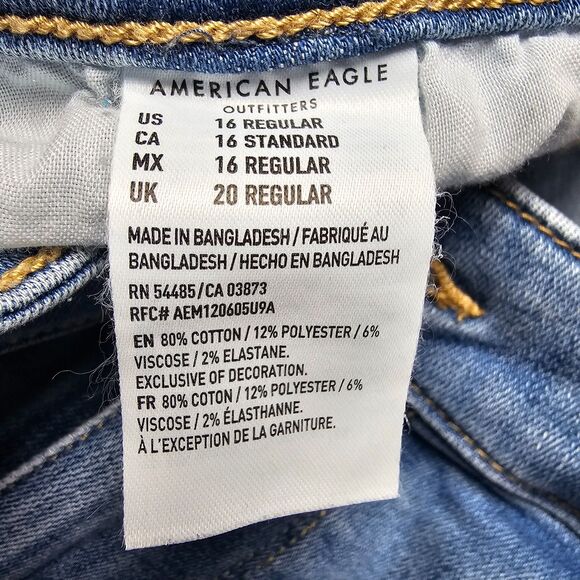 AMERICAN EAGLE
OUTFITTERS
US 16 REGULAR
CA 16 STANDARD
MX 16 REGULAR
UK 20 REGULAR
MADE IN BANGLADESH / FABRIQUÉ AU
BANGLADESH / HECHO EN BANGLADESH
RN 54485/CA 03873
RFC# AEM120605U9A
EN 80% COTTON / 12% POLYESTER / 6%
VISCOSE / 2% ELASTANE.
EXCLUSIVE OF DECORATION.
FR 80% COTON / 12% POLYESTER / 6%
VISCOSE / 2% ÉLASTHANNE.
À L'EXCEPTION DE LA GARNITURE.